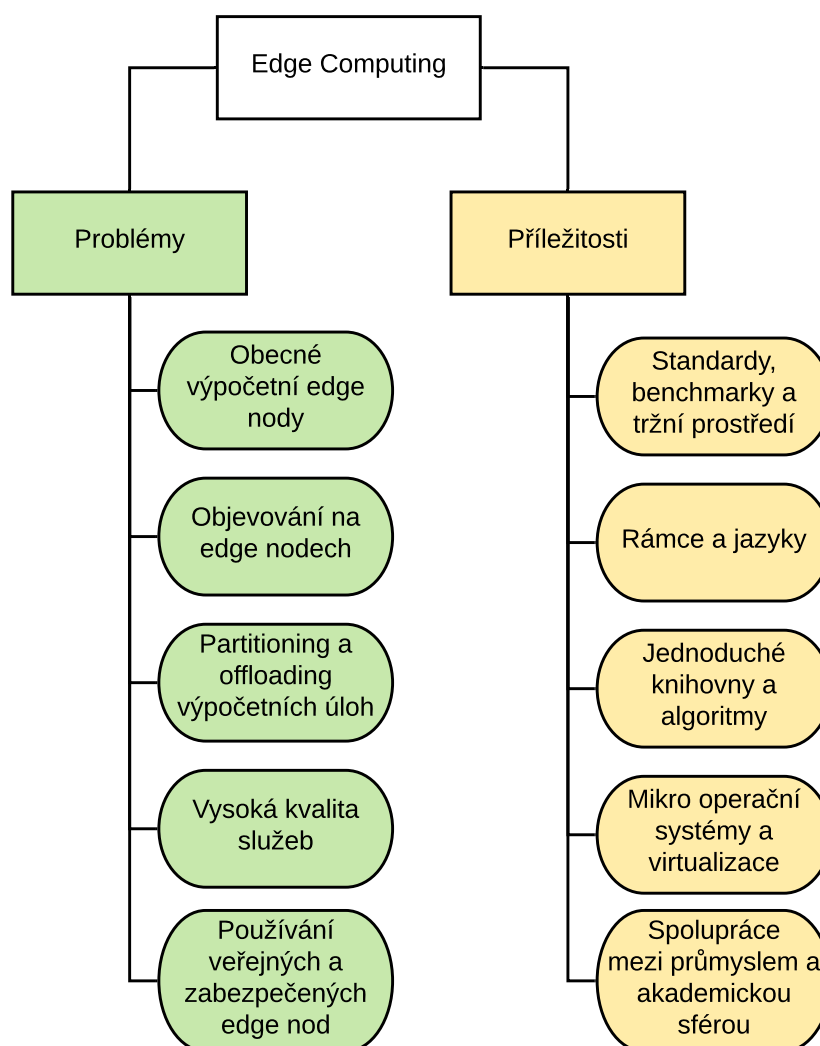 Edge Computing
Problémy
Obecné
výpočetní edge
nody
Objevování na
edge nodech
Partitioning a
offloading
výpočetních úloh
Vysoká kvalita
služeb
Používání
veřejných a
zabezpečených
edge nod
Příležitosti
Standardy,
benchmarky a
tržní prostředí
Rámce a jazyky
Jednoduché
knihovny a
algoritmy
Mikro operační
systémy a
virtualizace
Spolupráce
mezi průmyslem a
akademickou
sférou